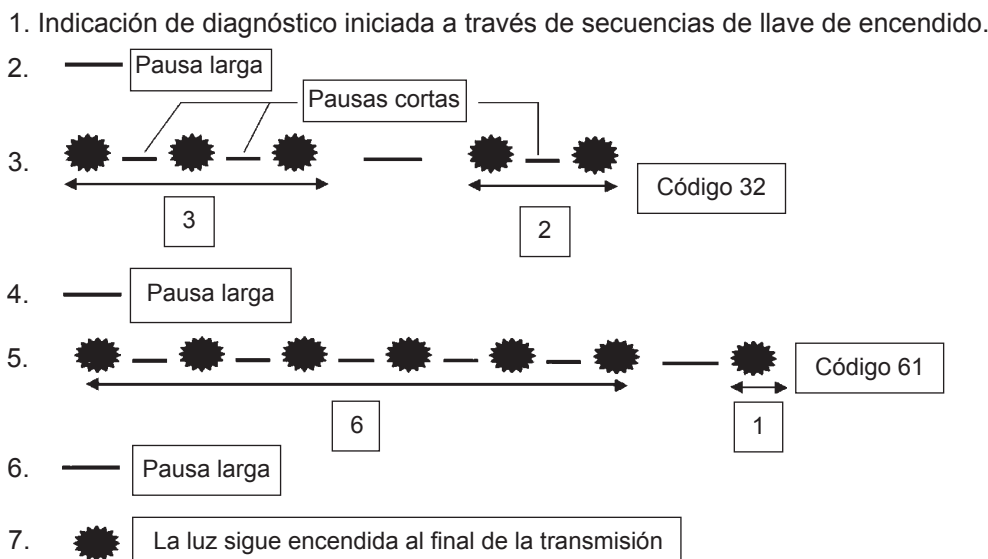 1. Indicación de diagnóstico iniciada a través de secuencias de llave de encendido.
2. Pausa larga
Pausas cortas
3. Código 32
3 2
4. Pausa larga
5. Código 61
6 1
6. Pausa larga
7. La luz sigue encendida al final de la transmisión